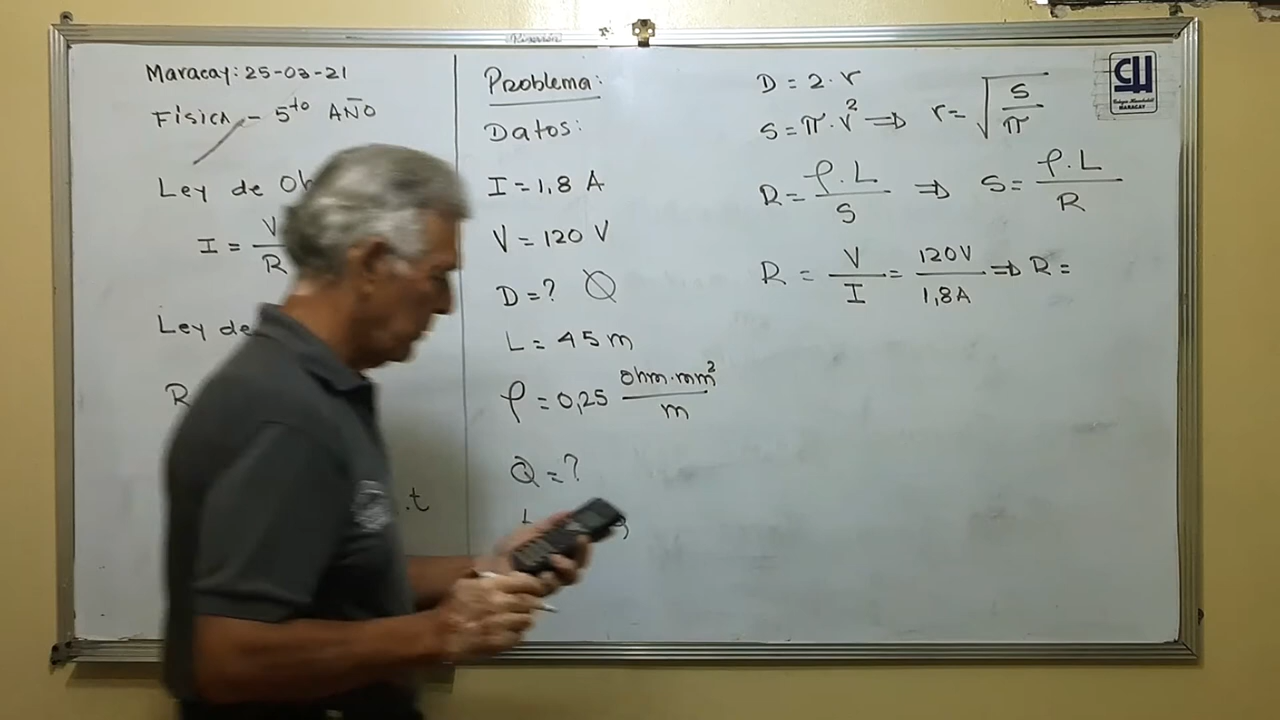 Maracay: 25-03-21
Física - 5to AÑO
Ley de Oh
I = V/R
Ley de
R
.t
Problema:
Datos:
I = 1,8 A
V = 120 V
D = ?
L = 45 m
ρ = 0,25 ohm.mm²/m
Q = ?
D = 2.r
S = π.r² ⇒ r = √(S/π)
R = ρ.L/S ⇒ S = ρ.L/R
R = V/I = 120V/1,8A ⇒ R =
MARACAY